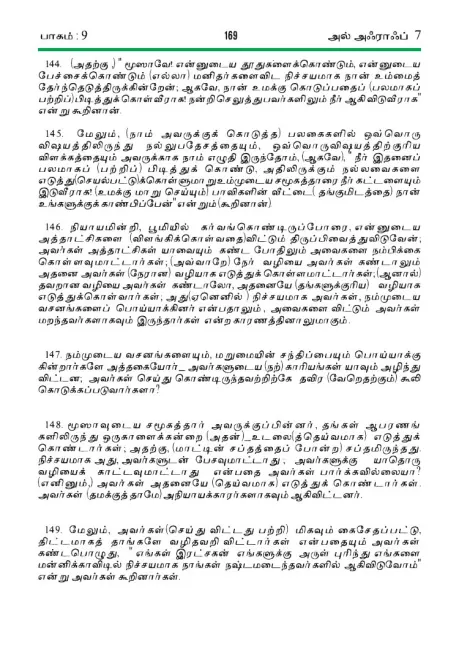 பாகம் : 9 169 அல் அஃராஃப் 7
144. (அதற்கு,) "மூஸாவே! என்னுடைய தூதுகளைக்கொண்டும், என்னுடைய
பேச்சைக்கொண்டும் (எல்லா) மனிதர்களைவிட நிச்சயமாக நான் உம்மைத்
தேர்ந்தெடுத்திருக்கின்றேன்; ஆகவே, நான் உமக்கு கொடுப்பதைப் (பலமாகப்
பற்றிப்) பிடித்துக்கொள்வீராக! நன்றிசெலுத்துபவர்களிலும் நீர் ஆகிவிடுவீராக"
என்று கூறினான்.
145. மேலும், (நாம் அவருக்குக் கொடுத்த) பலகைகளில் ஒவ்வொரு
விஷயத்திலிருந்து நல்லுபதேசத்தையும், ஒவ்வொருவிஷயத்திற்குரிய
விளக்கத்தையும் அவருக்காக நாம் எழுதி இருந்தோம், (ஆகவே), "நீர் இதனைப்
பலமாகப் (பற்றிப்) பிடித்துக் கொண்டு, அதிலிருக்கும் நல்லவைகளை
எடுத்து(செயல்பட்டு)க்கொள்ளுமாறு உம்முடைய சமூகத்தாரை நீர் கட்டளையும்
இடுவீராக! (உமக்கு மாறு செய்யும்) பாவிகளின் வீட்டை (தங்குமிடத்தை) நான்
உங்களுக்குக்காண்பிப்பேன்" என்றும் (கூறினான்)
146. நியாயமின்றி, பூமியில் கர்வங்கொண்டிருப்போரை, என்னுடைய
அத்தாட்சிகளை (விளங்கிக்கொள்வதை)விட்டும் திருப்பிவைத்துவிடுவேன்;
அவர்கள் அத்தாட்சிகள் யாவையும் கண்ட போதிலும் அவைகளை நம்பிக்கை
கொள்ளவுமாட்டார்கள்; (அவ்வாறே) நேர் வழியை அவர்கள் கண்டாலும்
அதனை அவர்கள் (நேரான) வழியாக எடுத்துக் கொள்ளமாட்டார்கள்; (ஆனால்)
தவறான வழியை அவர்கள் கண்டாலோ, அதனையே (தங்களுக்குரிய) வழியாக
எடுத்துக்கொள்வார்கள்; அது(ஏனெனில்) நிச்சயமாக அவர்கள், நம்முடைய
வசனங்களைப் பொய்யாக்கினர் என்பதாலும், அவைகளை விட்டும் அவர்கள்
மறந்தவர்களாகவும் இருந்தார்கள் என்ற காரணத்தினாலுமாகும்.
147. நம்முடைய வசனங்களையும், மறுமையின் சந்திப்பையும் பொய்யாக்கு
கின்றார்களே அத்தகையோர்_ அவர்களுடைய (நற்) காரியங்கள் யாவும் அழிந்து
விட்டன; அவர்கள் செய்து கொண்டிருந்தவற்றிற்கே தவிர (வேறெதற்கும்) கூலி
கொடுக்கப்படுவார்களா?
148. மூஸாவுடைய சமூகத்தார் அவருக்குப்பின்னர், தங்கள் ஆபரணங்
களிலிருந்து ஒருகாளைக்கன்றை (அதன்)_உடலை(த்தெய்வமாக) எடுத்துக்
கொண்டார்கள்; அதற்கு, (மாட்டின் சப்தத்தைப் போன்ற) சப்தமிருந்தது.
நிச்சயமாக அது, அவர்களுடன் பேசவுமாட்டாது; அவர்களுக்கு யாதொரு
வழியைக் காட்டவுமாட்டாது என்பதை அவர்கள் பார்க்கவில்லையா?
(எனினும்,) அவர்கள் அதனையே (தெய்வமாக) எடுத்துக் கொண்டார்கள்.
அவர்கள் (தமக்குத்தாமே) அநியாயக்காரர்களாகவும் ஆகிவிட்டனர்.
149. மேலும், அவர்கள் (செய்து விட்டது பற்றி) மிகவும் கைசேதப்பட்டு,
திட்டமாகத் தாங்களே வழிதவறி விட்டார்கள் என்பதையும் அவர்கள்
கண்டபொழுது, "எங்கள் இரட்சகன் எங்களுக்கு அருள் புரிந்து எங்களை
மன்னிக்காவிடில் நிச்சயமாக நாங்கள் நஷ்டமடைந்தவர்களில் ஆகிவிடுவோம்"
என்று அவர்கள் கூறினார்கள்.